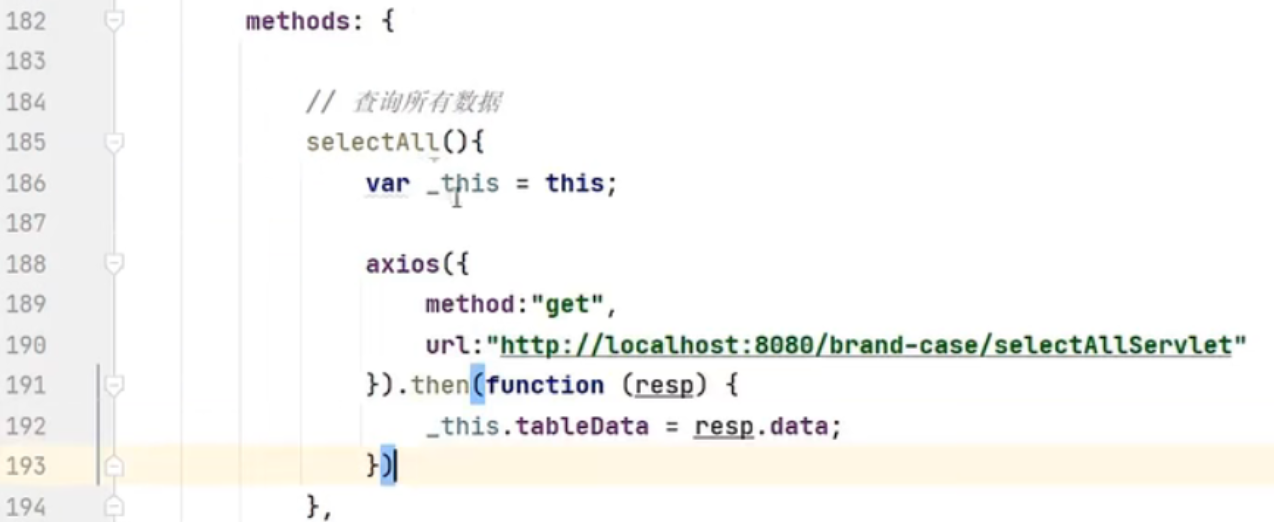 182 methods: {
183
184 // 查询所有数据
185 selectAll(){
186 var _this = this;
187
188 axios({
189 method:"get",
190 url:"http://localhost:8080/brand-case/selectAllServlet"
191 }).then(function (resp) {
192 _this.tableData = resp.data;
193 })
194 },